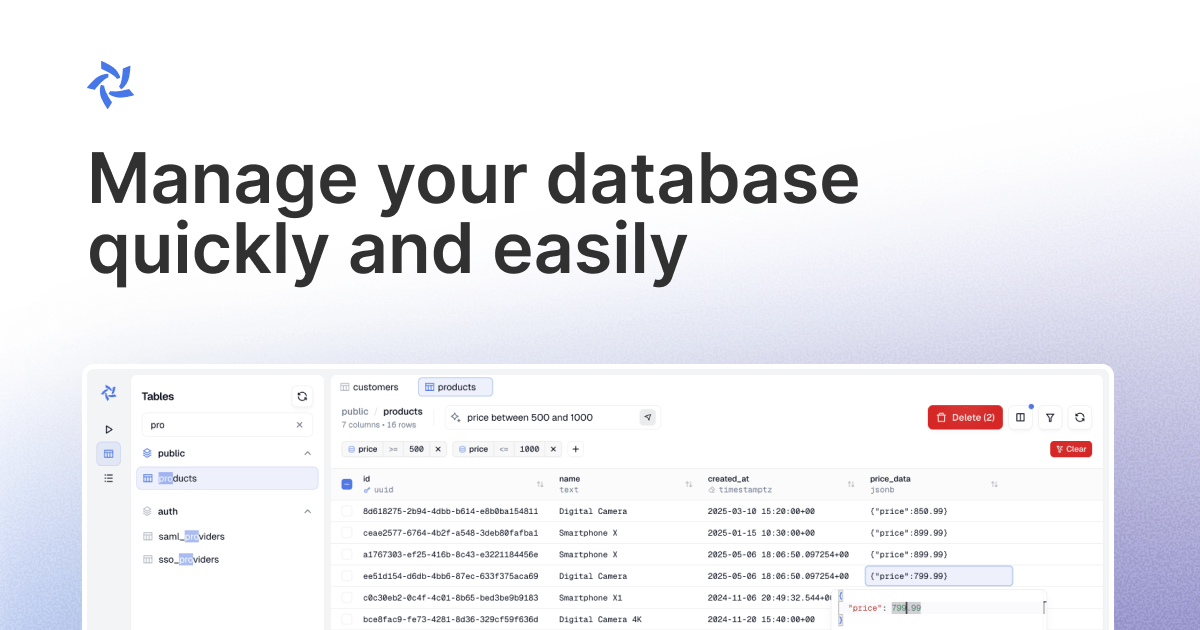 Manage your database
quickly and easily
Tables
pro
public
products
auth
saml_providers
sso_providers
customers
products
public / products
7 columns • 16 rows
price between 500 and 1000
Delete (2)
price >= 500
price <= 1000
Clear
id
uuid
name
text
created_at
timestamptz
price_data
jsonb
8d618275-2b94-4dbb-b614-e8b0ba154811 Digital Camera 2025-03-10 15:20:00+00 {"price":850.99}
ceae2577-6764-4b2f-a548-3deb80fafba1 Smartphone X 2025-01-15 10:30:00+00 {"price":899.99}
a1767303-ef25-416b-8c43-e3221184456e Smartphone X 2025-05-06 18:06:50.097254+00 {"price":899.99}
ee51d154-d6db-4bb6-87ec-633f375aca69 Digital Camera 2025-05-06 18:06:50.097254+00 {"price":799.99}
c0c30eb2-0c4f-4c01-8b65-bed3be9b9183 Smartphone X1 2024-11-06 20:49:32.544+0
bce8fac9-fe73-4281-8d36-329cf59f636d Digital Camera 4K 2024-11-20 15:40:00+00
{
"price": 799.99
}